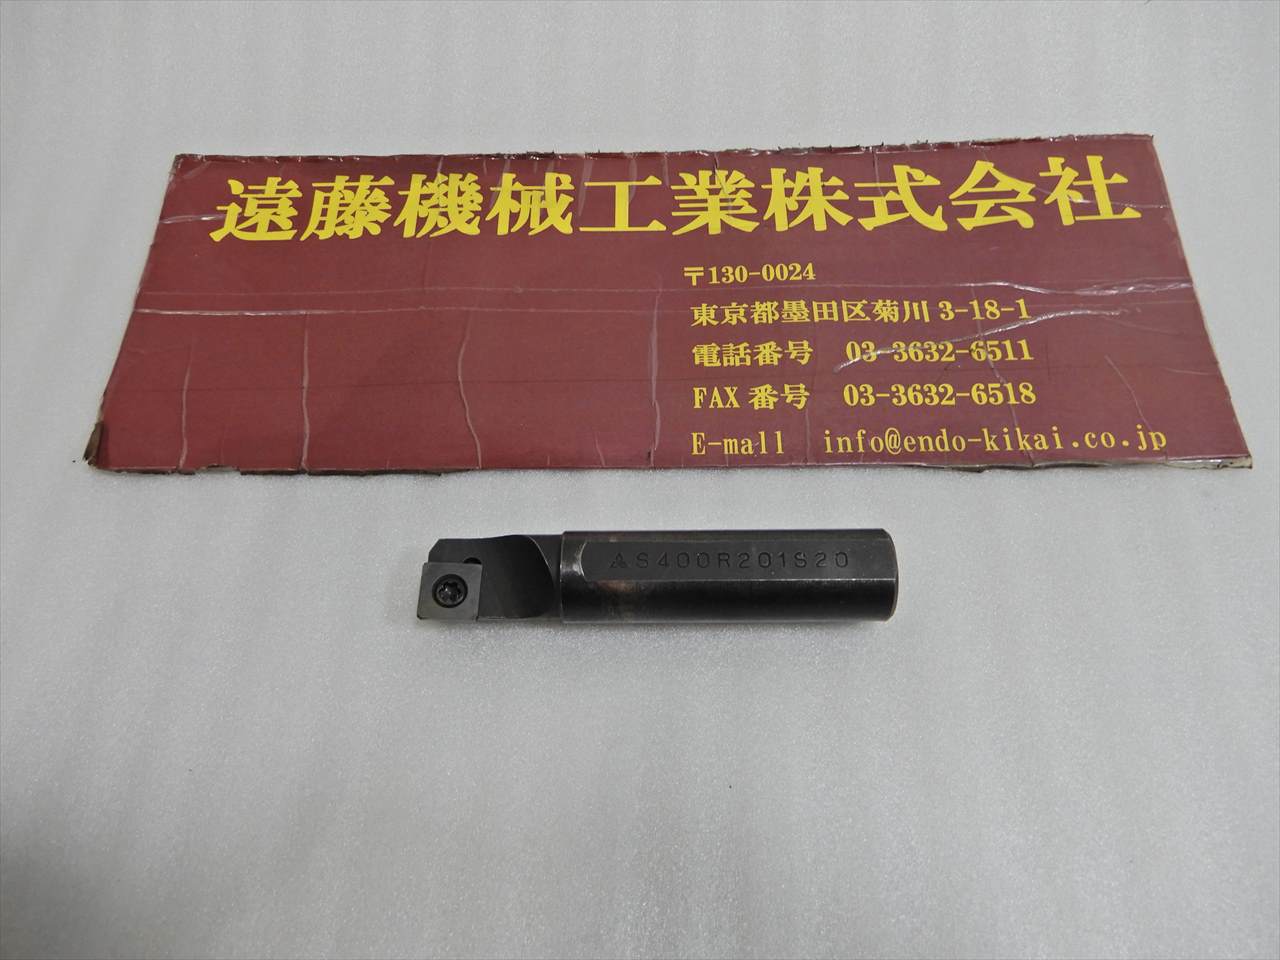 遠藤機械工業株式会社
〒130-0024
東京都墨田区菊川 3-18-1
電話番号 03-3632-6511
FAX 番号 03-3632-6518
E-mall info@endo-kikai.co.jp
S400R201S20